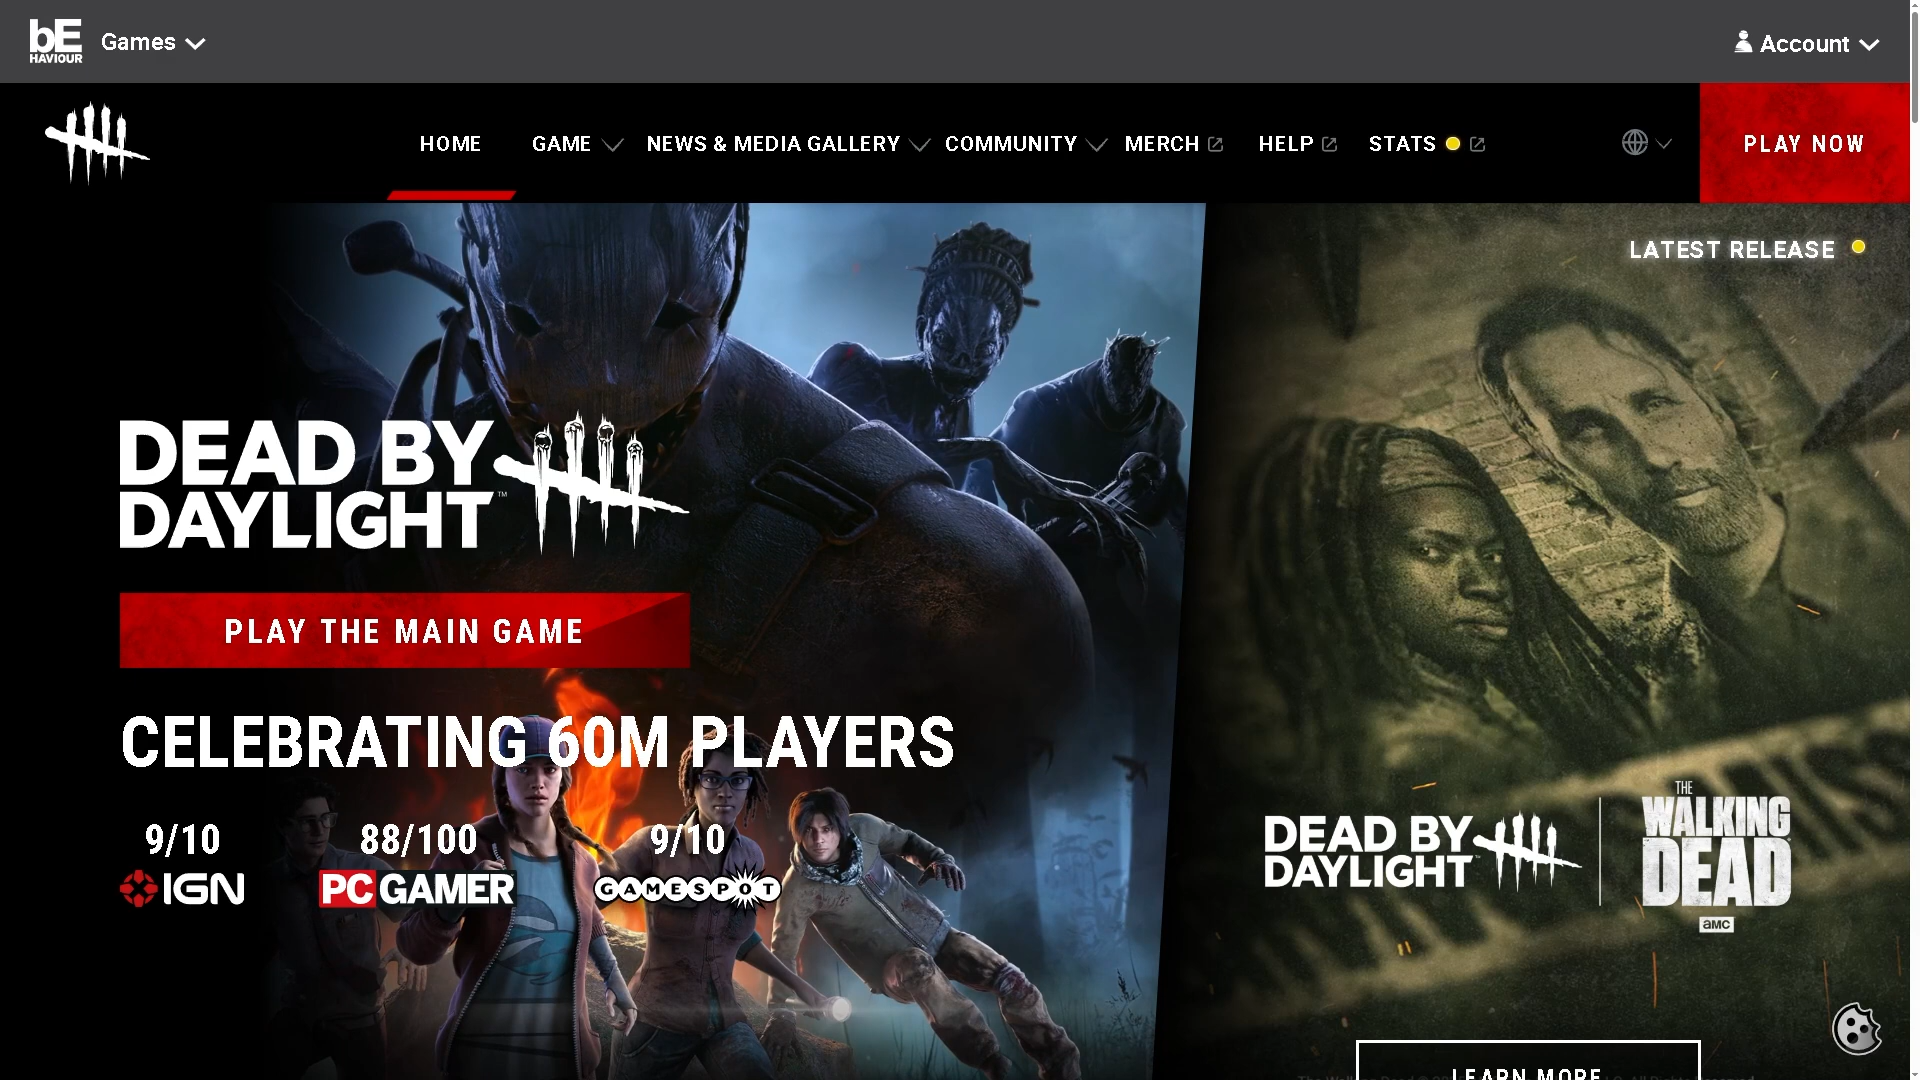 bE
HAVIOUR
Games
Account
HOME
GAME
NEWS & MEDIA GALLERY
COMMUNITY
MERCH
HELP
STATS
PLAY NOW
LATEST RELEASE
DEAD BY
DAYLIGHT™
PLAY THE MAIN GAME
CELEBRATING 60M PLAYERS
9/10
IGN
88/100
PC GAMER
9/10
GAMESPOT
DEAD BY
DAYLIGHT
THE
WALKING
DEAD
amc
LEARN MORE